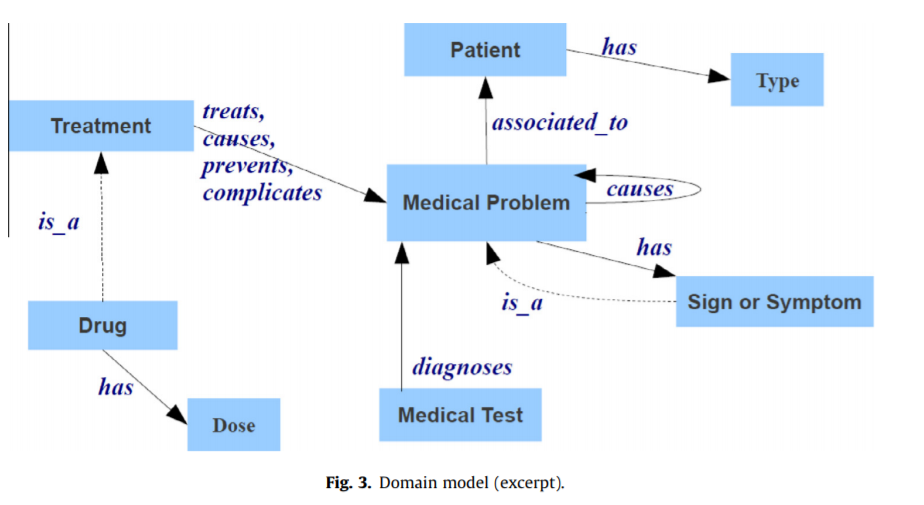 Patient
has
Type
Treatment
treats,
causes,
prevents,
complicates
associated_to
Medical Problem
causes
is_a
has
is_a
Sign or Symptom
Drug
has
Dose
diagnoses
Medical Test
Fig. 3. Domain model (excerpt).